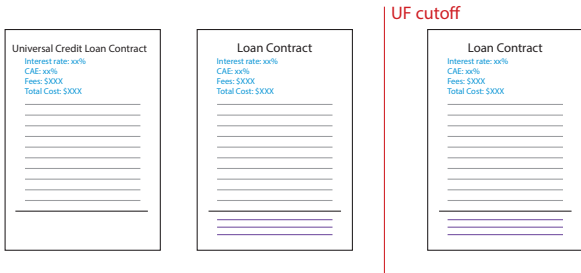 UF cutoff
Universal Credit Loan Contract
Interest rate: xx%
CAE: xx%
Fees: $XXX
Total Cost: $XXX
Loan Contract
Interest rate: xx%
CAE: xx%
Fees: $XXX
Total Cost: $XXX
Loan Contract
Interest rate: xx%
CAE: xx%
Fees: $XXX
Total Cost: $XXX